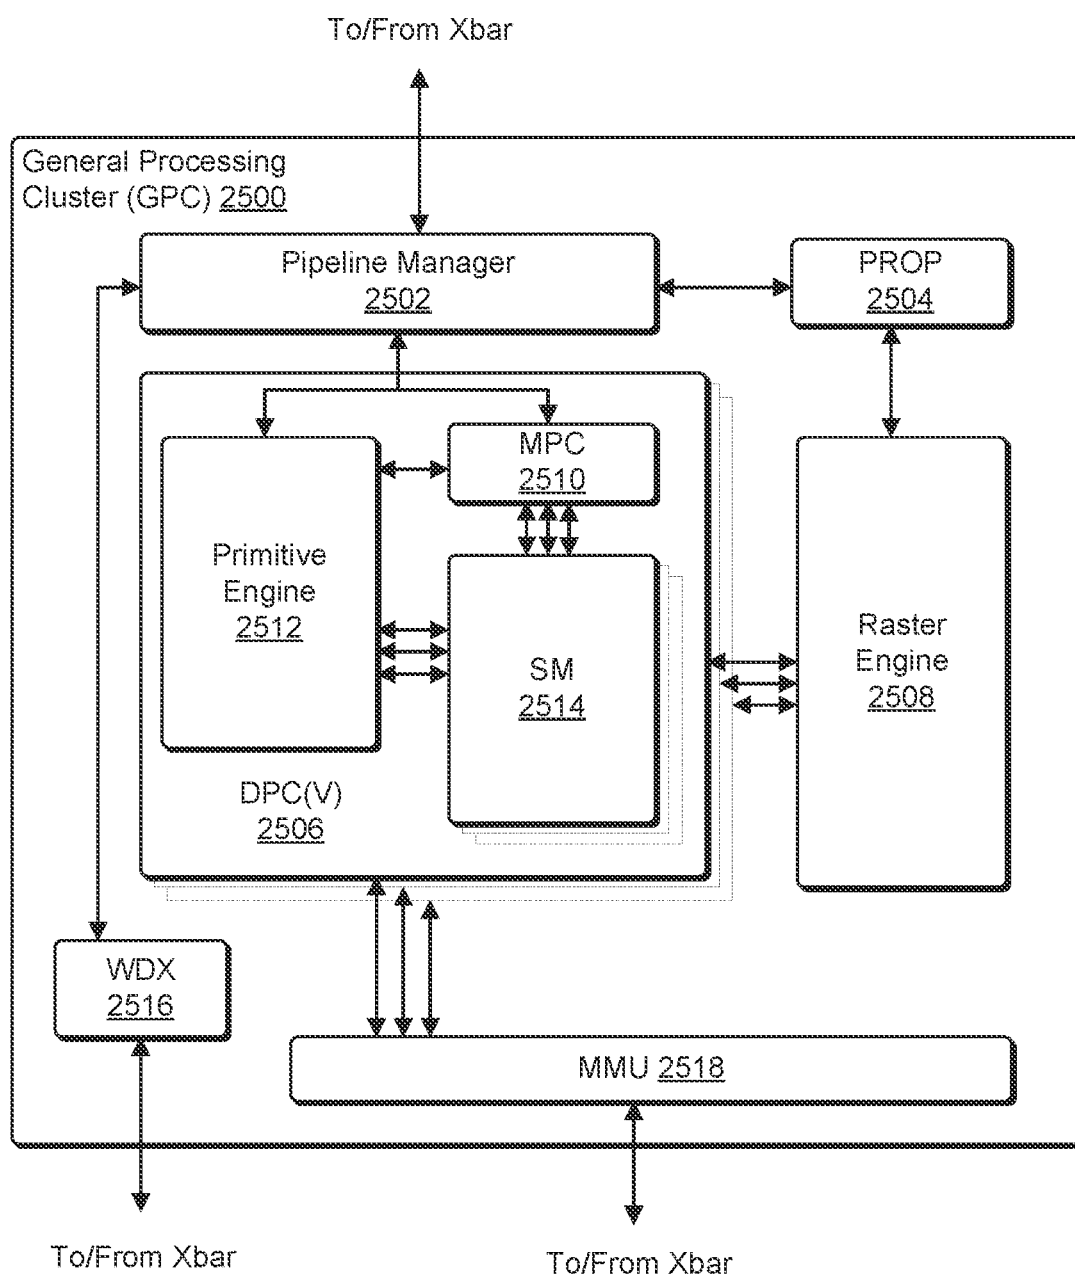 To/From Xbar
General Processing
Cluster (GPC) 2500
Pipeline Manager
2502
PROP
2504
MPC
2510
Primitive
Engine
2512
SM
2514
Raster
Engine
2508
DPC(V)
2506
WDX
2516
MMU 2518
To/From Xbar
To/From Xbar